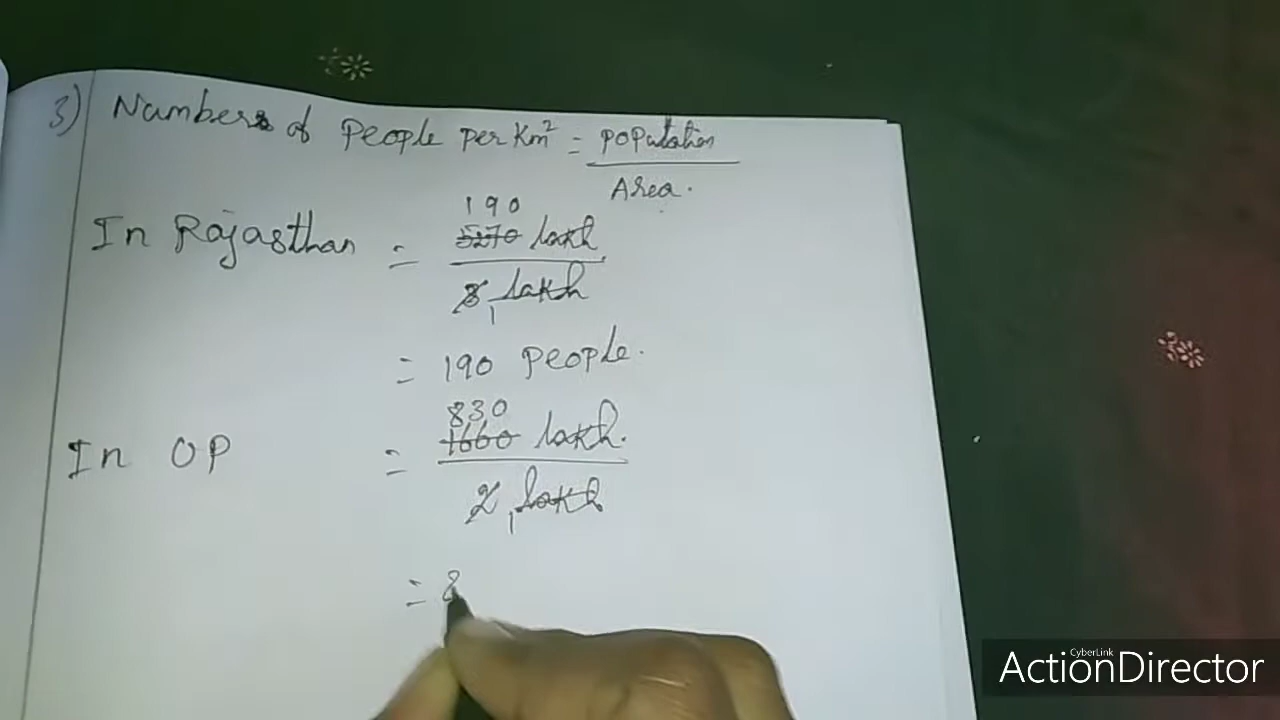 3) Numbers of People per Km² = Population
Area.
190
In Rajasthan = 5270 lakh
3 1 lakh
= 190 People.
830
In UP = 1660 lakh.
2 1 lakh
= 8
CyberLink
ActionDirector